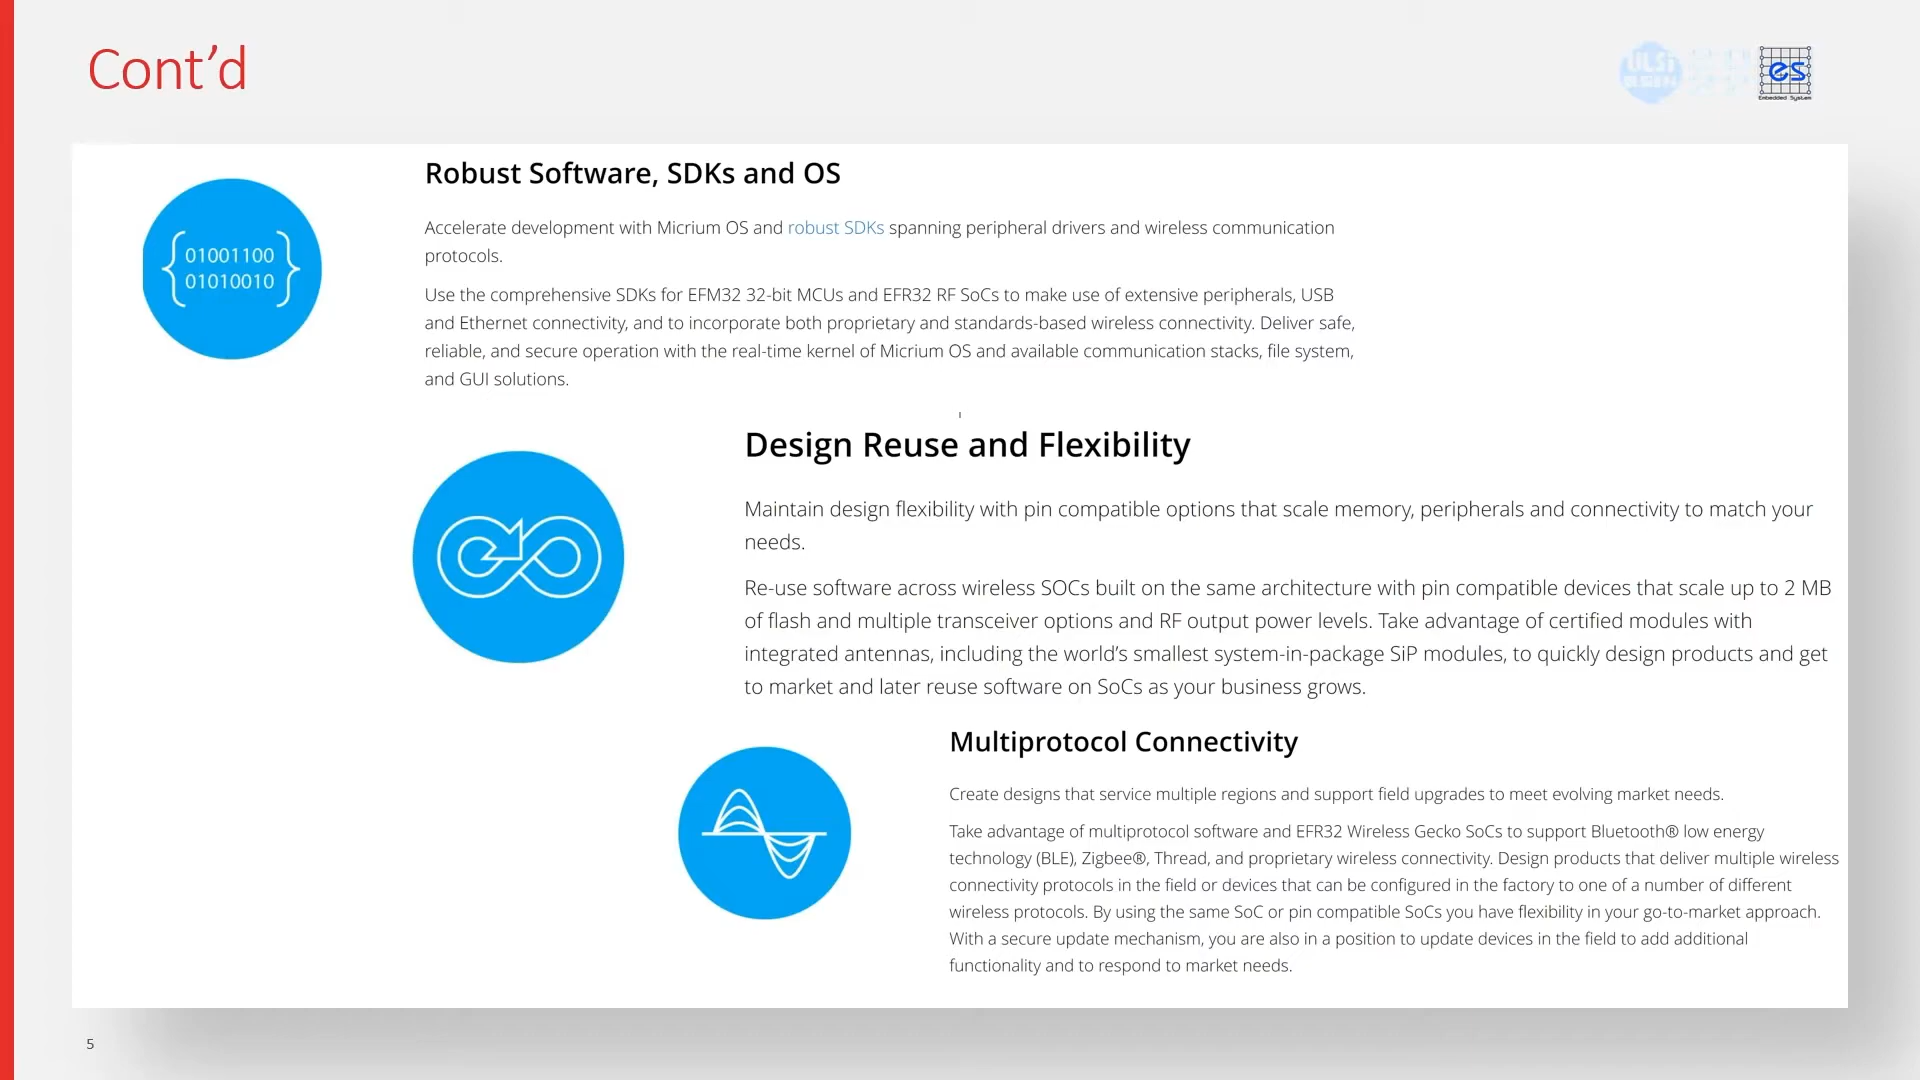 Cont’d
ULSi
es
Embedded System
Robust Software, SDKs and OS
01001100
01010010
Accelerate development with Micrium OS and robust SDKs spanning peripheral drivers and wireless communication
protocols.
Use the comprehensive SDKs for EFM32 32-bit MCUs and EFR32 RF SoCs to make use of extensive peripherals, USB
and Ethernet connectivity, and to incorporate both proprietary and standards-based wireless connectivity. Deliver safe,
reliable, and secure operation with the real-time kernel of Micrium OS and available communication stacks, file system,
and GUI solutions.
Design Reuse and Flexibility
Maintain design flexibility with pin compatible options that scale memory, peripherals and connectivity to match your
needs.
Re-use software across wireless SOCs built on the same architecture with pin compatible devices that scale up to 2 MB
of flash and multiple transceiver options and RF output power levels. Take advantage of certified modules with
integrated antennas, including the world’s smallest system-in-package SiP modules, to quickly design products and get
to market and later reuse software on SoCs as your business grows.
Multiprotocol Connectivity
Create designs that service multiple regions and support field upgrades to meet evolving market needs.
Take advantage of multiprotocol software and EFR32 Wireless Gecko SoCs to support Bluetooth® low energy
technology (BLE), Zigbee®, Thread, and proprietary wireless connectivity. Design products that deliver multiple wireless
connectivity protocols in the field or devices that can be configured in the factory to one of a number of different
wireless protocols. By using the same SoC or pin compatible SoCs you have flexibility in your go-to-market approach.
With a secure update mechanism, you are also in a position to update devices in the field to add additional
functionality and to respond to market needs.
5